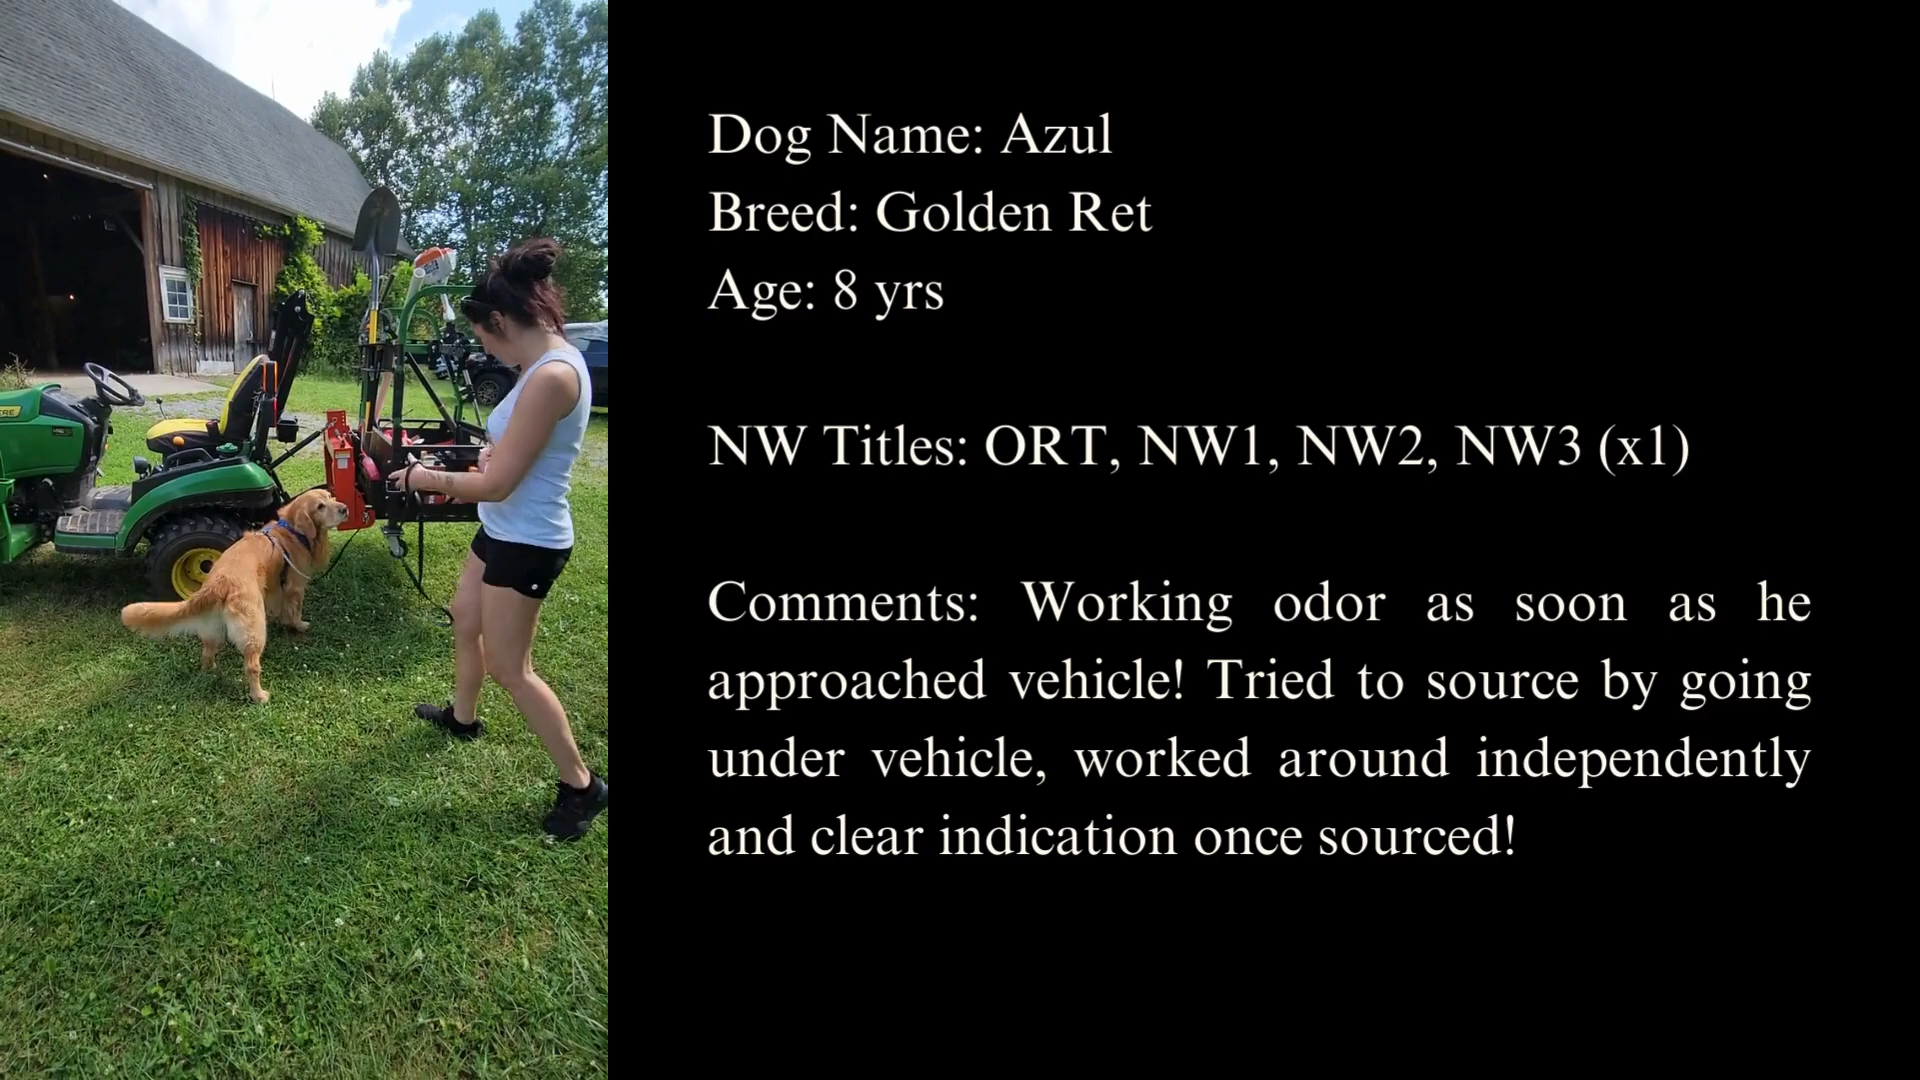 Dog Name: Azul
Breed: Golden Ret
Age: 8 yrs
NW Titles: ORT, NW1, NW2, NW3 (x1)
Comments: Working odor as soon as he
approached vehicle! Tried to source by going
under vehicle, worked around independently
and clear indication once sourced!